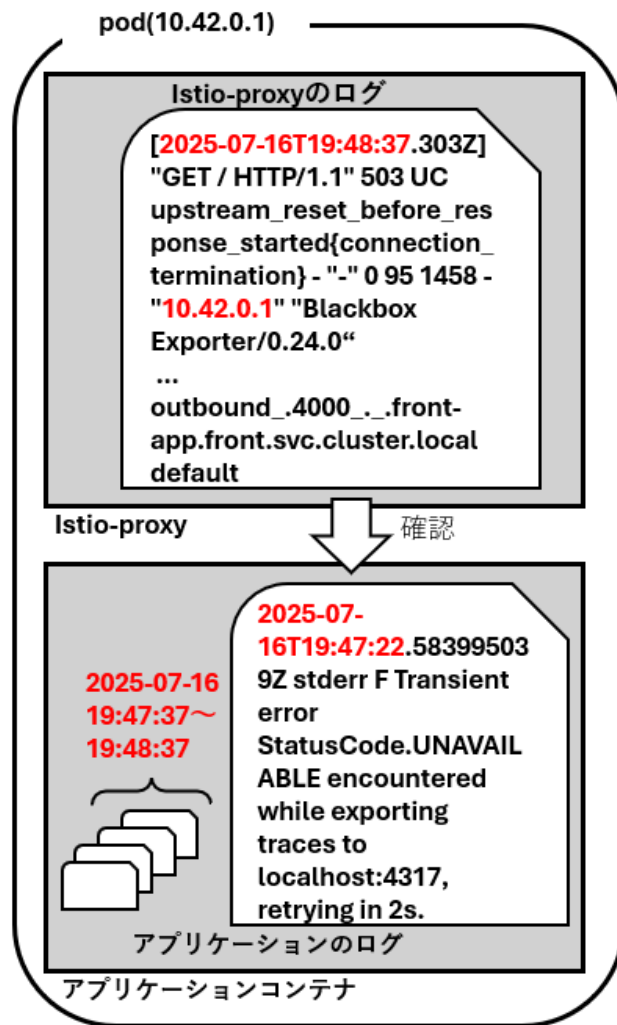 pod(10.42.0.1)
Istio-proxyのログ
[2025-07-16T19:48:37.303Z]
"GET / HTTP/1.1" 503 UC
upstream_reset_before_res
ponse_started{connection_
termination} - "-" 0 95 1458 -
"10.42.0.1" "Blackbox
Exporter/0.24.0“
...
outbound_.4000_._.front-
app.front.svc.cluster.local
default
Istio-proxy
確認
2025-07-
16T19:47:22.58399503
9Z stderr F Transient
error
StatusCode.UNAVAIL
ABLE encountered
while exporting
traces to
localhost:4317,
retrying in 2s.
2025-07-16
19:47:37～
19:48:37
アプリケーションのログ
アプリケーションコンテナ